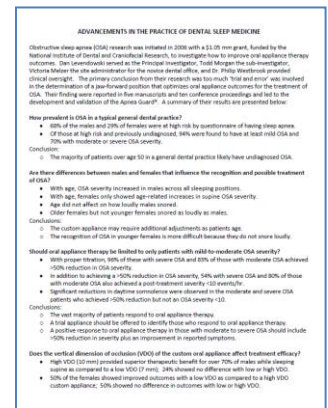 ADVANCEMENTS IN THE PRACTICE OF DENTAL SLEEP MEDICINE
Obstructive sleep apnea (OSA) research was initiated in 2006 with a $1.05 mm grant, funded by the
National Institute of Dental and Craniofacial Research, to investigate how to improve oral appliance therapy
outcomes. Dan Levendowski served as the Principal Investigator, Todd Morgan the sub-investigator,
Victoria Melzer the site administrator for the novice dental office, and Dr. Philip Westbrook provided
clinical oversight. The primary conclusion from their research was too much 'trial and error' was involved
in the determination of a jaw-forward position that optimizes oral appliance outcomes for the treatment of
OSA. Their finding were reported in five manuscripts and ten conference proceedings and led to the
development and validation of the Apnea Guard®. A summary of their results are presented below:
How prevalent is OSA in a typical general dental practice?
• 68% of the males and 28% of females were at high risk by questionnaire of having sleep apnea.
• Of those at high risk and previously undiagnosed, 94% were found to have at least mild OSA and
70% with moderate or severe OSA severity.
Conclusion:
o The majority of patients over age 50 in a general dental practice likely have undiagnosed OSA.
Are there differences between males and females that influence the recognition and possible treatment
of OSA?
• With age, OSA severity increased in males across all sleeping positions.
• With age, females only showed age-related increases in supine OSA severity.
• Age did not affect on how loudly males snored.
• Older females but not younger females snored as loudly as males.
Conclusions:
o The custom appliance may require additional adjustments as patients age.
o The recognition of OSA in younger females is more difficult because they do not snore loudly.
Should oral appliance therapy be limited to only patients with mild-to-moderate OSA severity?
• With proper titration, 96% of these with severe OSA and 83% of those with moderate OSA achieved
>50% reduction in OSA severity.
• In addition to achieving a >50% reduction in OSA severity, 54% with severe OSA and 80% of those
with moderate OSA also achieved a post-treatment severity <10 events/hr.
• Significant reductions in daytime somnolence were observed in the moderate and severe OSA
patients who achieved >50% reduction but not an OSA severity <10.
Conclusions:
o The vast majority of patients respond to oral appliance therapy.
o A trial appliance should be offered to identify those who respond to oral appliance therapy.
o A positive response to oral appliance therapy in those with moderate to severe OSA should include
>50% reduction in severity plus an improvement in reported symptoms.
Does the vertical dimension of occlusion (VDO) of the custom oral appliance affect treatment efficacy?
• High VDO (10 mm) provided superior therapeutic benefit for over 70% of males while sleeping
supine as compared to a low VDO (7 mm); 24% showed no difference with low or high VDO.
• 50% of the females showed improved outcomes with a low VDO as compared to a high VDO
custom appliance; 50% showed no difference in outcomes with low or high VDO.